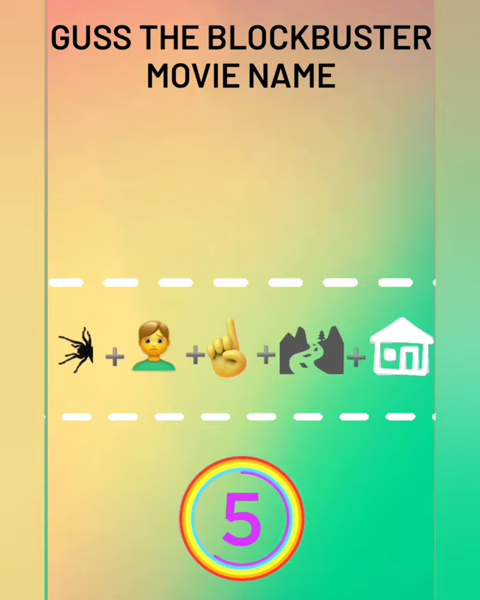 GUSS THE BLOCKBUSTER
MOVIE NAME
+ + + +
5